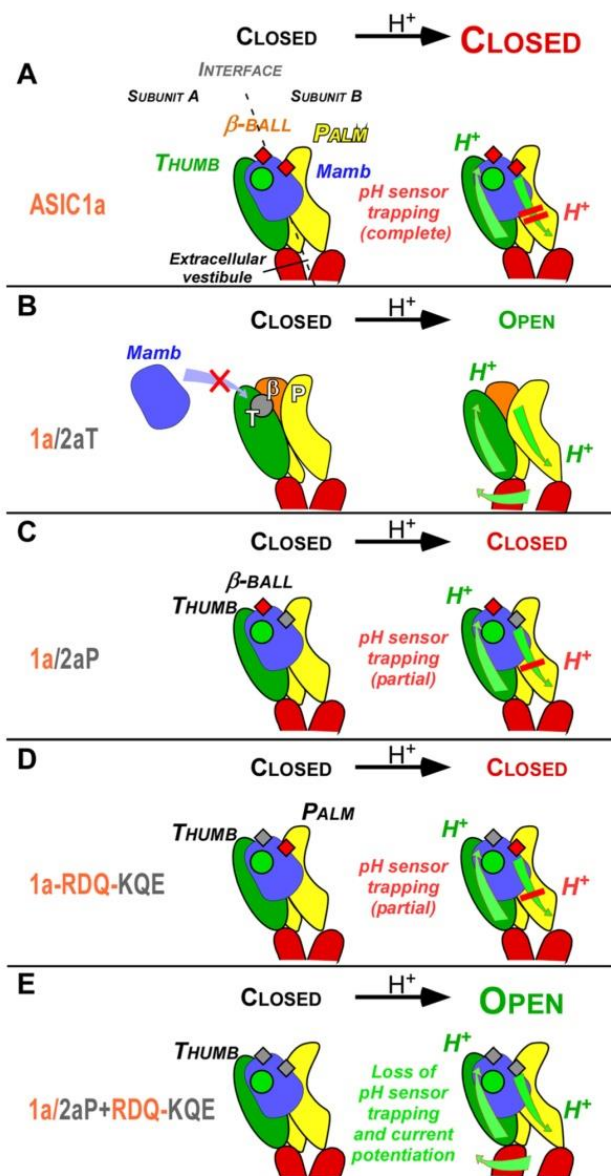 CLOSED H+ CLOSED
A
INTERFACE
SUBUNIT A SUBUNIT B
β-BALL
PALM
THUMB
Mamb
ASIC1a
Extracellular
vestibule
pH sensor
trapping
(complete)
H+
H+
B
CLOSED H+ OPEN
Mamb
β
P
T
1a/2aT
H+
H+
C
CLOSED H+ CLOSED
β-BALL
THUMB
1a/2aP
pH sensor
trapping
(partial)
H+
H+
D
CLOSED H+ CLOSED
PALM
THUMB
1a-RDQ-KQE
pH sensor
trapping
(partial)
H+
H+
E
CLOSED H+ OPEN
THUMB
1a/2aP+RDQ-KQE
Loss of
pH sensor
trapping
and current
potentiation
H+
H+